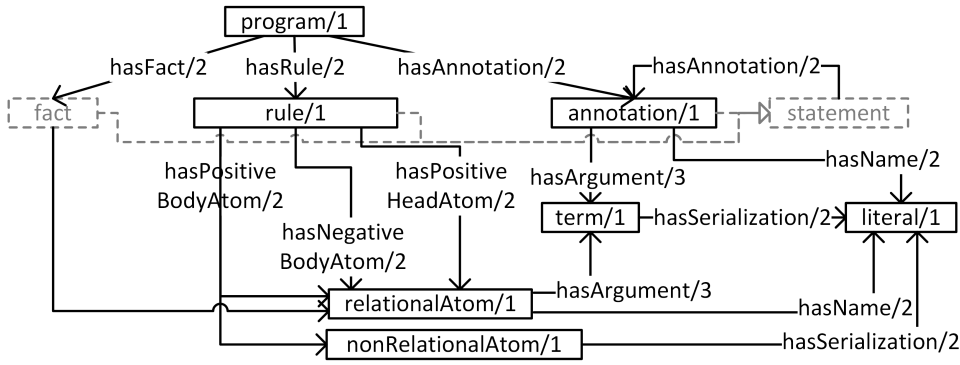 program/1
hasFact/2
hasRule/2
hasAnnotation/2
hasAnnotation/2
fact
rule/1
annotation/1
statement
hasPositive
BodyAtom/2
hasPositive
HeadAtom/2
hasArgument/3
hasName/2
hasNegative
BodyAtom/2
term/1
hasSerialization/2
literal/1
relationalAtom/1
hasArgument/3
hasName/2
nonRelationalAtom/1
hasSerialization/2